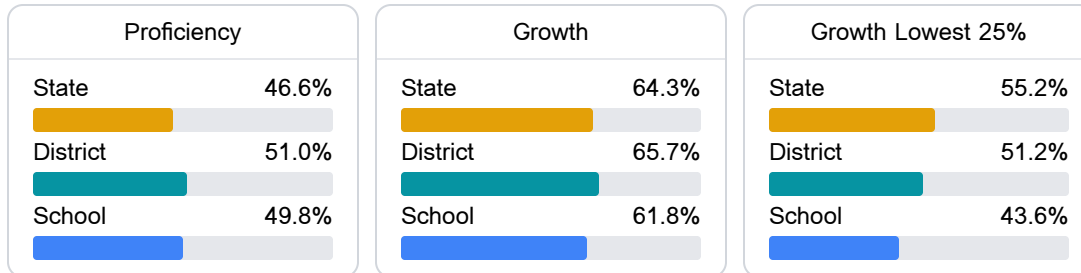 Proficiency
State 46.6%
District 51.0%
School 49.8%
Growth
State 64.3%
District 65.7%
School 61.8%
Growth Lowest 25%
State 55.2%
District 51.2%
School 43.6%